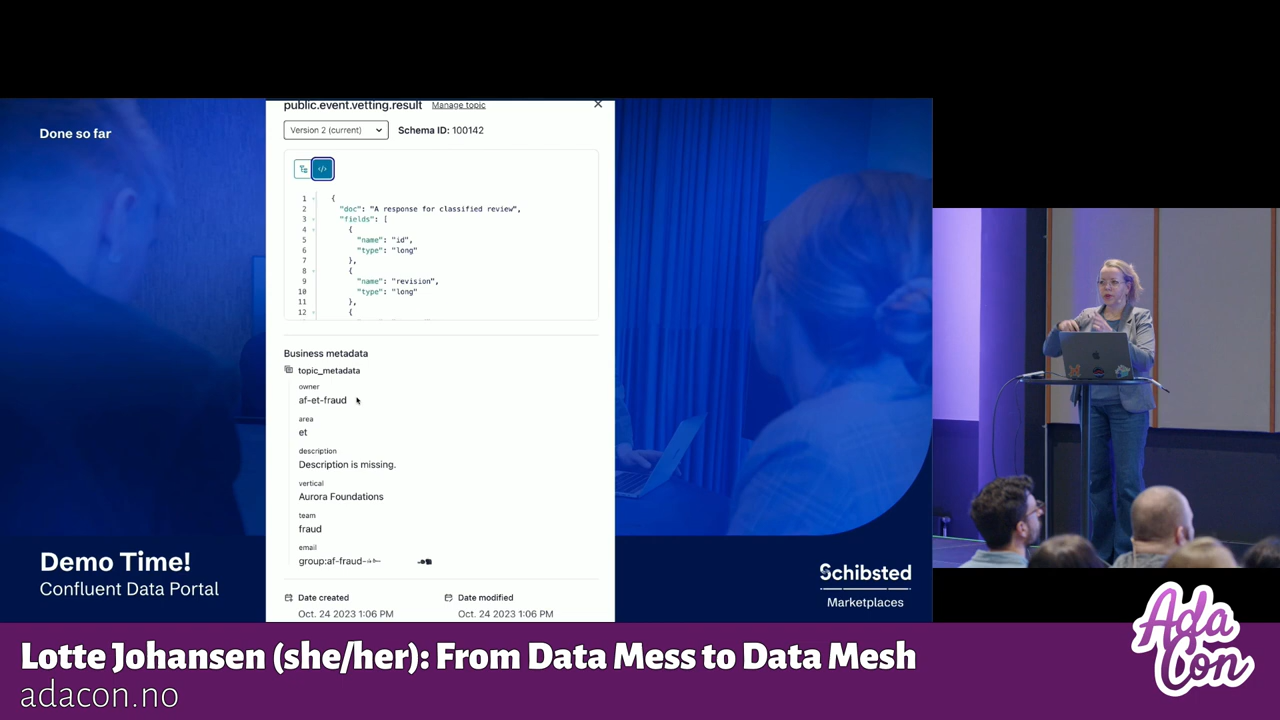 Done so far
public.event.vetting.result Manage topic
Version 2 (current) Schema ID: 100142
1 {
2 "doc": "A response for classified review",
3 "fields": [
4 {
5 "name": "id",
6 "type": "long"
7 },
8 {
9 "name": "revision",
10 "type": "long"
11 },
12 {
Business metadata
topic_metadata
owner
af-et-fraud
area
et
description
Description is missing.
vertical
Aurora Foundations
team
fraud
email
group:af-fraud-
Date created Date modified
Oct. 24 2023 1:06 PM Oct. 24 2023 1:06 PM
Demo Time!
Confluent Data Portal
Schibsted
Marketplaces
Lotte Johansen (she/her): From Data Mess to Data Mesh
adacon.no
Ada
Con